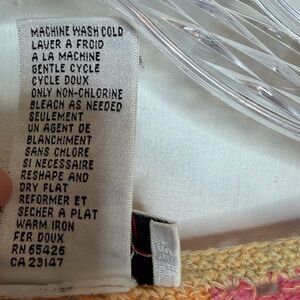 MACHINE WASH COLD
LAVER A FROID
A LA MACHINE
GENTLE CYCLE
CYCLE DOUX
ONLY NON-CHLORINE
BLEACH AS NEEDED
SEULEMENT
UN AGENT DE
BLANCHIMENT
SANS CHLORE
SI NECESSAIRE
RESHAPE AND
DRY FLAT
REFORMER ET
SECHER A PLAT
WARM IRON
FER DOUX
RN 65426
CA 23147